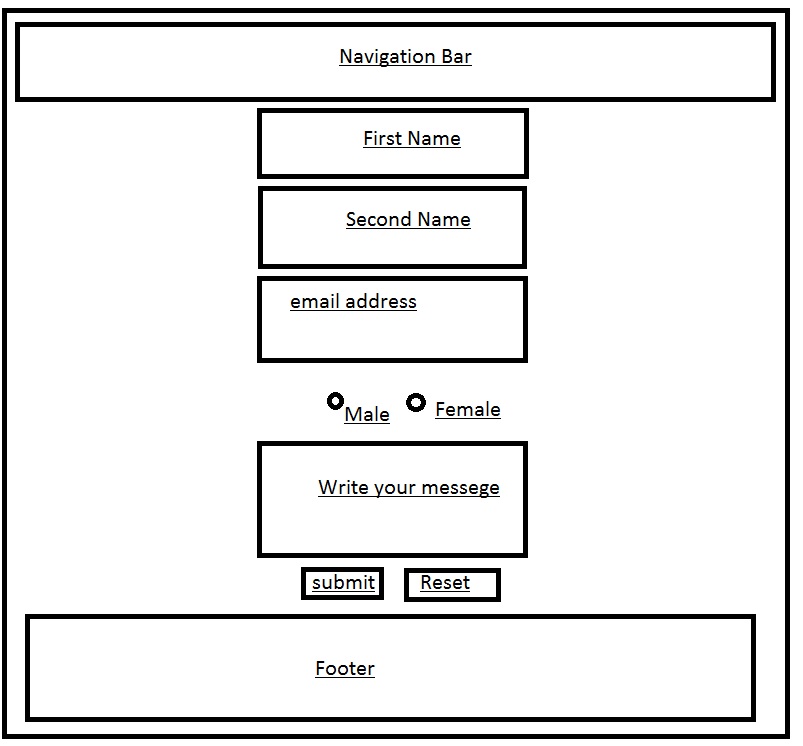 Navigation Bar
First Name
Second Name
email address
Male Female
Write your messege
submit Reset
Footer